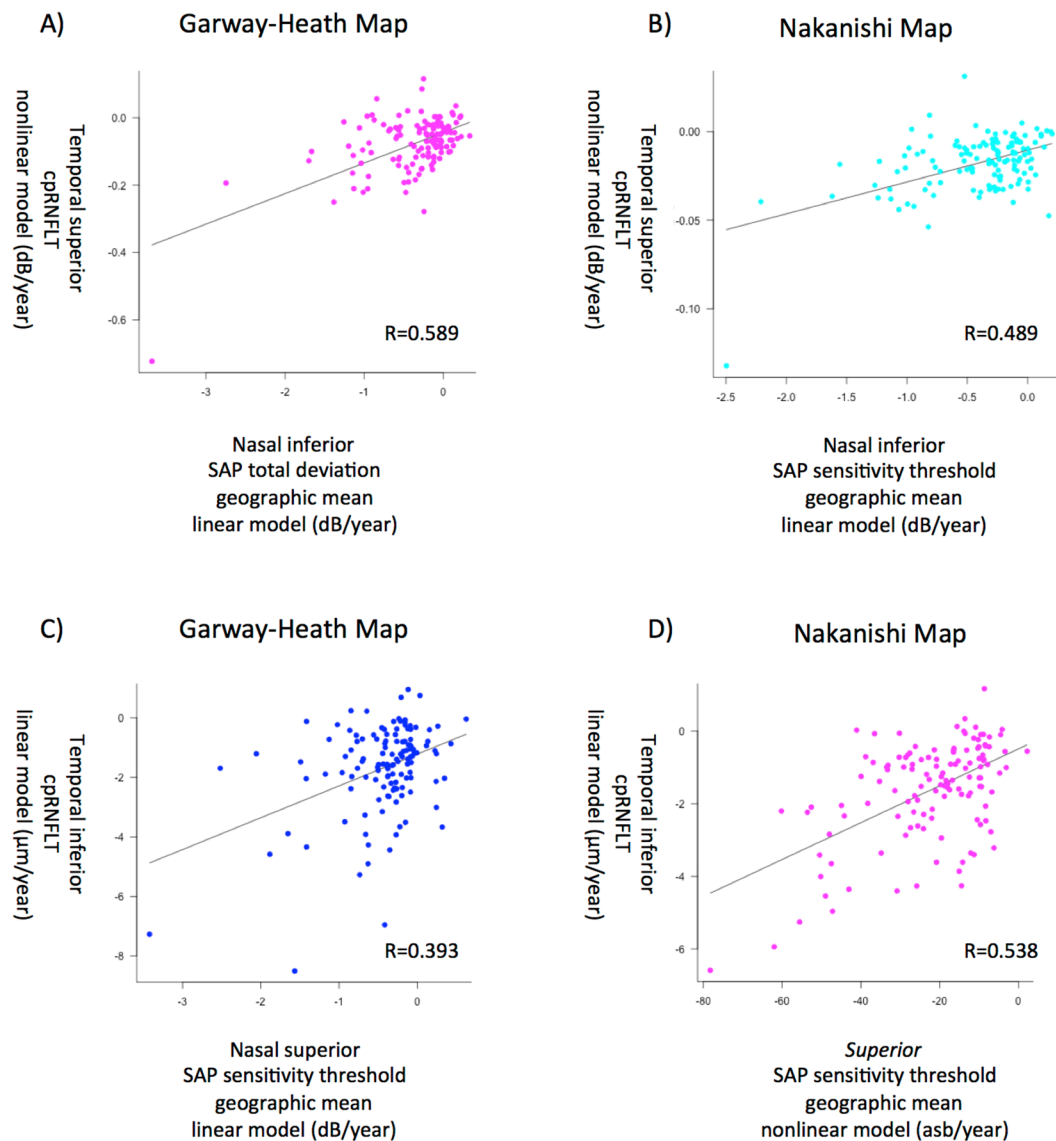 A)
Garway-Heath Map
Temporal superior
cpRNFLT
nonlinear model (dB/year)
0.0
-0.2
-0.4
-0.6
R=0.589
-3
-2
-1
0
Nasal inferior
SAP total deviation
geographic mean
linear model (dB/year)
B)
Nakanishi Map
Temporal superior
cpRNFLT
nonlinear model (dB/year)
0.00
-0.05
-0.10
R=0.489
-2.5
-2.0
-1.5
-1.0
-0.5
0.0
Nasal inferior
SAP sensitivity threshold
geographic mean
linear model (dB/year)
C)
Garway-Heath Map
Temporal inferior
cpRNFLT
linear model (μm/year)
0
-2
-4
-6
-8
R=0.393
-3
-2
-1
0
Nasal superior
SAP sensitivity threshold
geographic mean
linear model (dB/year)
D)
Nakanishi Map
Temporal inferior
cpRNFLT
linear model (μm/year)
0
-2
-4
-6
R=0.538
-80
-60
-40
-20
0
Superior
SAP sensitivity threshold
geographic mean
nonlinear model (asb/year)